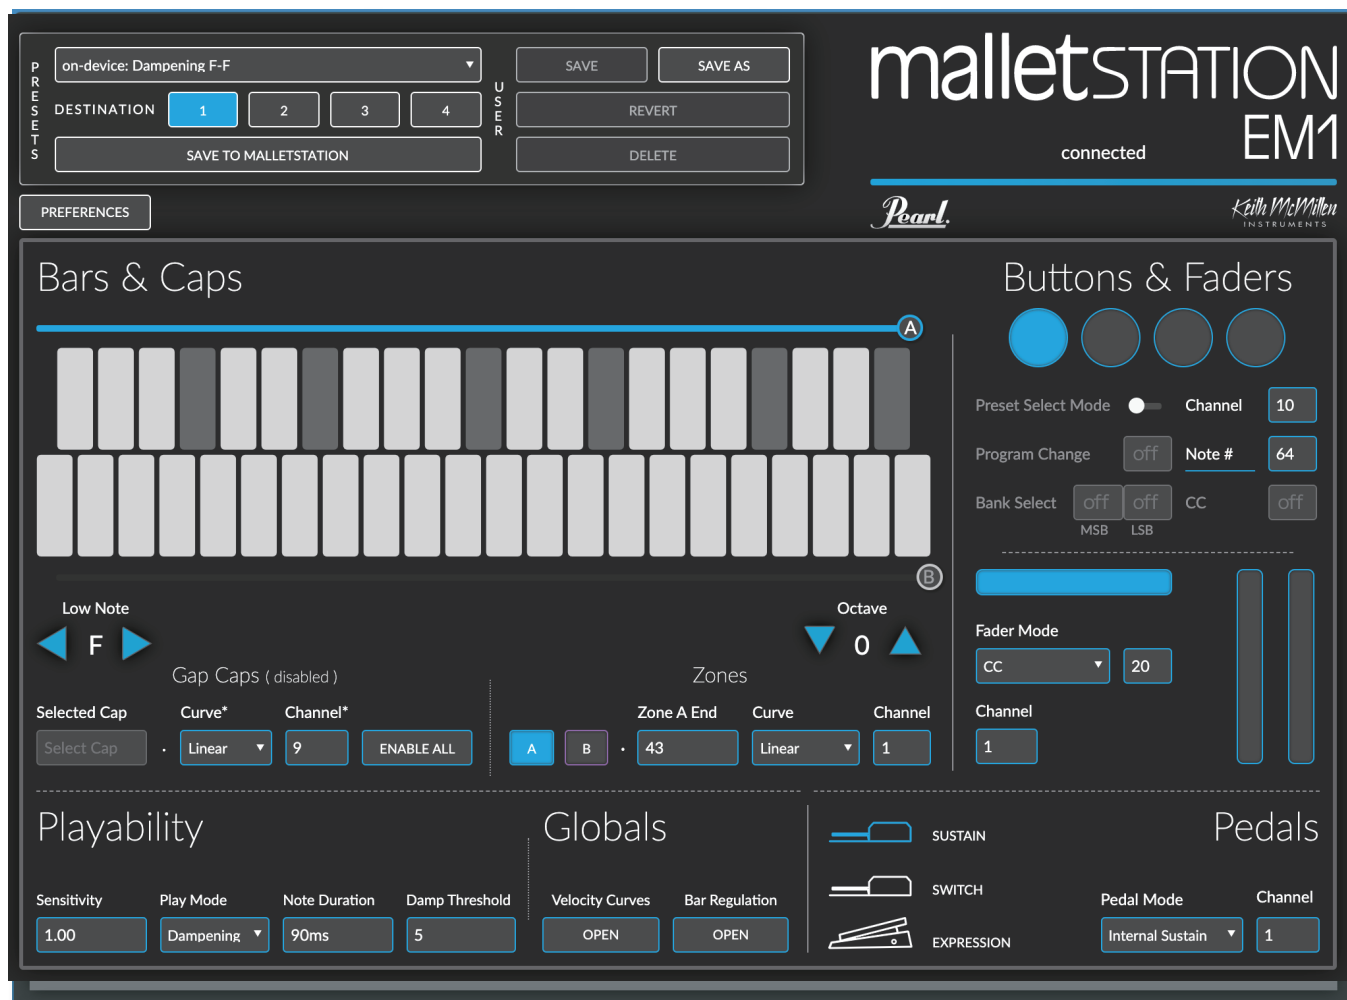 PRESETS
on-device: Dampening F-F
DESTINATION 1 2 3 4
SAVE TO MALLETSTATION
USER
SAVE SAVE AS
REVERT
DELETE
malletSTATION
EM1
connected
PREFERENCES
Pearl.
Keith McMillen
INSTRUMENTS
Bars & Caps
A
B
Low Note
F
Octave
0
Gap Caps ( disabled )
Selected Cap Curve* Channel*
Select Cap Linear 9 ENABLE ALL
Zones
Zone A End Curve Channel
A B 43 Linear 1
Buttons & Faders
Preset Select Mode Channel 10
Program Change off Note # 64
Bank Select off off CC off
MSB LSB
Fader Mode
CC 20
Channel
1
Playability
Sensitivity Play Mode Note Duration Damp Threshold
1.00 Dampening 90ms 5
Globals
Velocity Curves Bar Regulation
OPEN OPEN
Pedals
SUSTAIN
SWITCH
EXPRESSION
Pedal Mode Channel
Internal Sustain 1